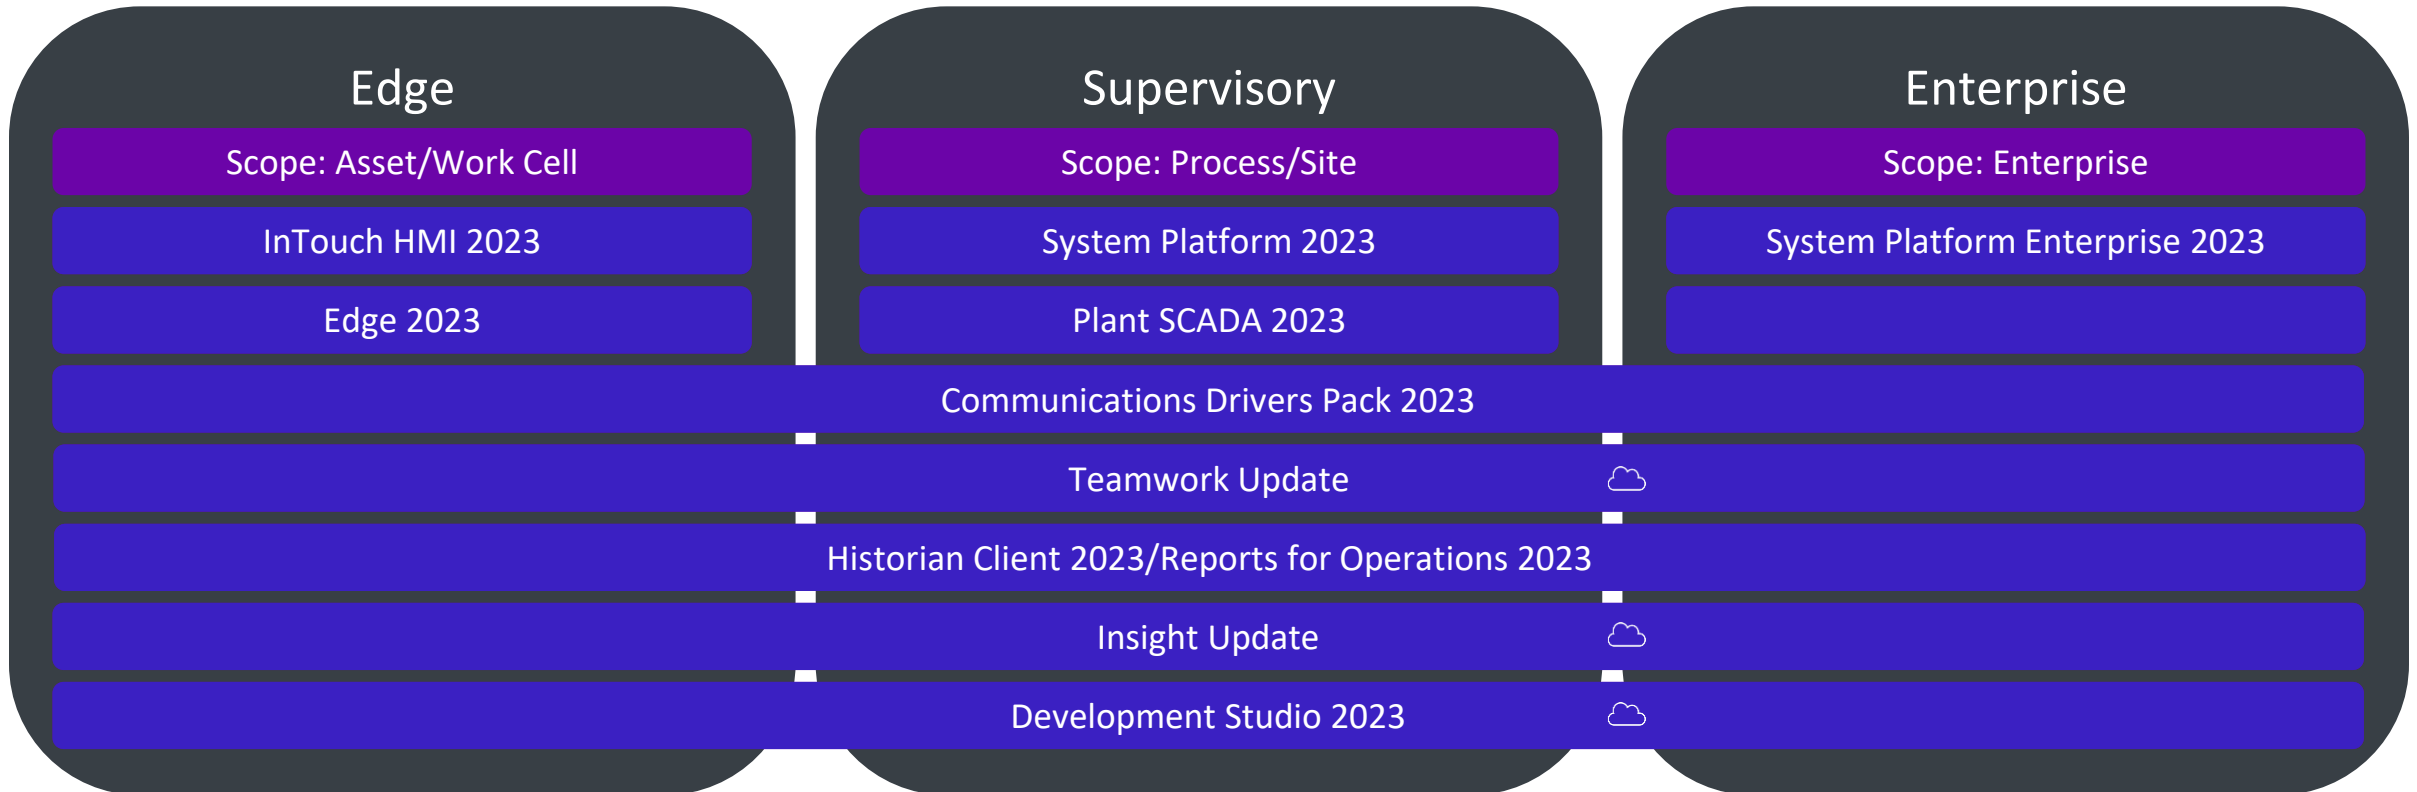 Edge
Scope: Asset/Work Cell
InTouch HMI 2023
Edge 2023
Supervisory
Scope: Process/Site
System Platform 2023
Plant SCADA 2023
Enterprise
Scope: Enterprise
System Platform Enterprise 2023
Communications Drivers Pack 2023
Teamwork Update
Historian Client 2023/Reports for Operations 2023
Insight Update
Development Studio 2023